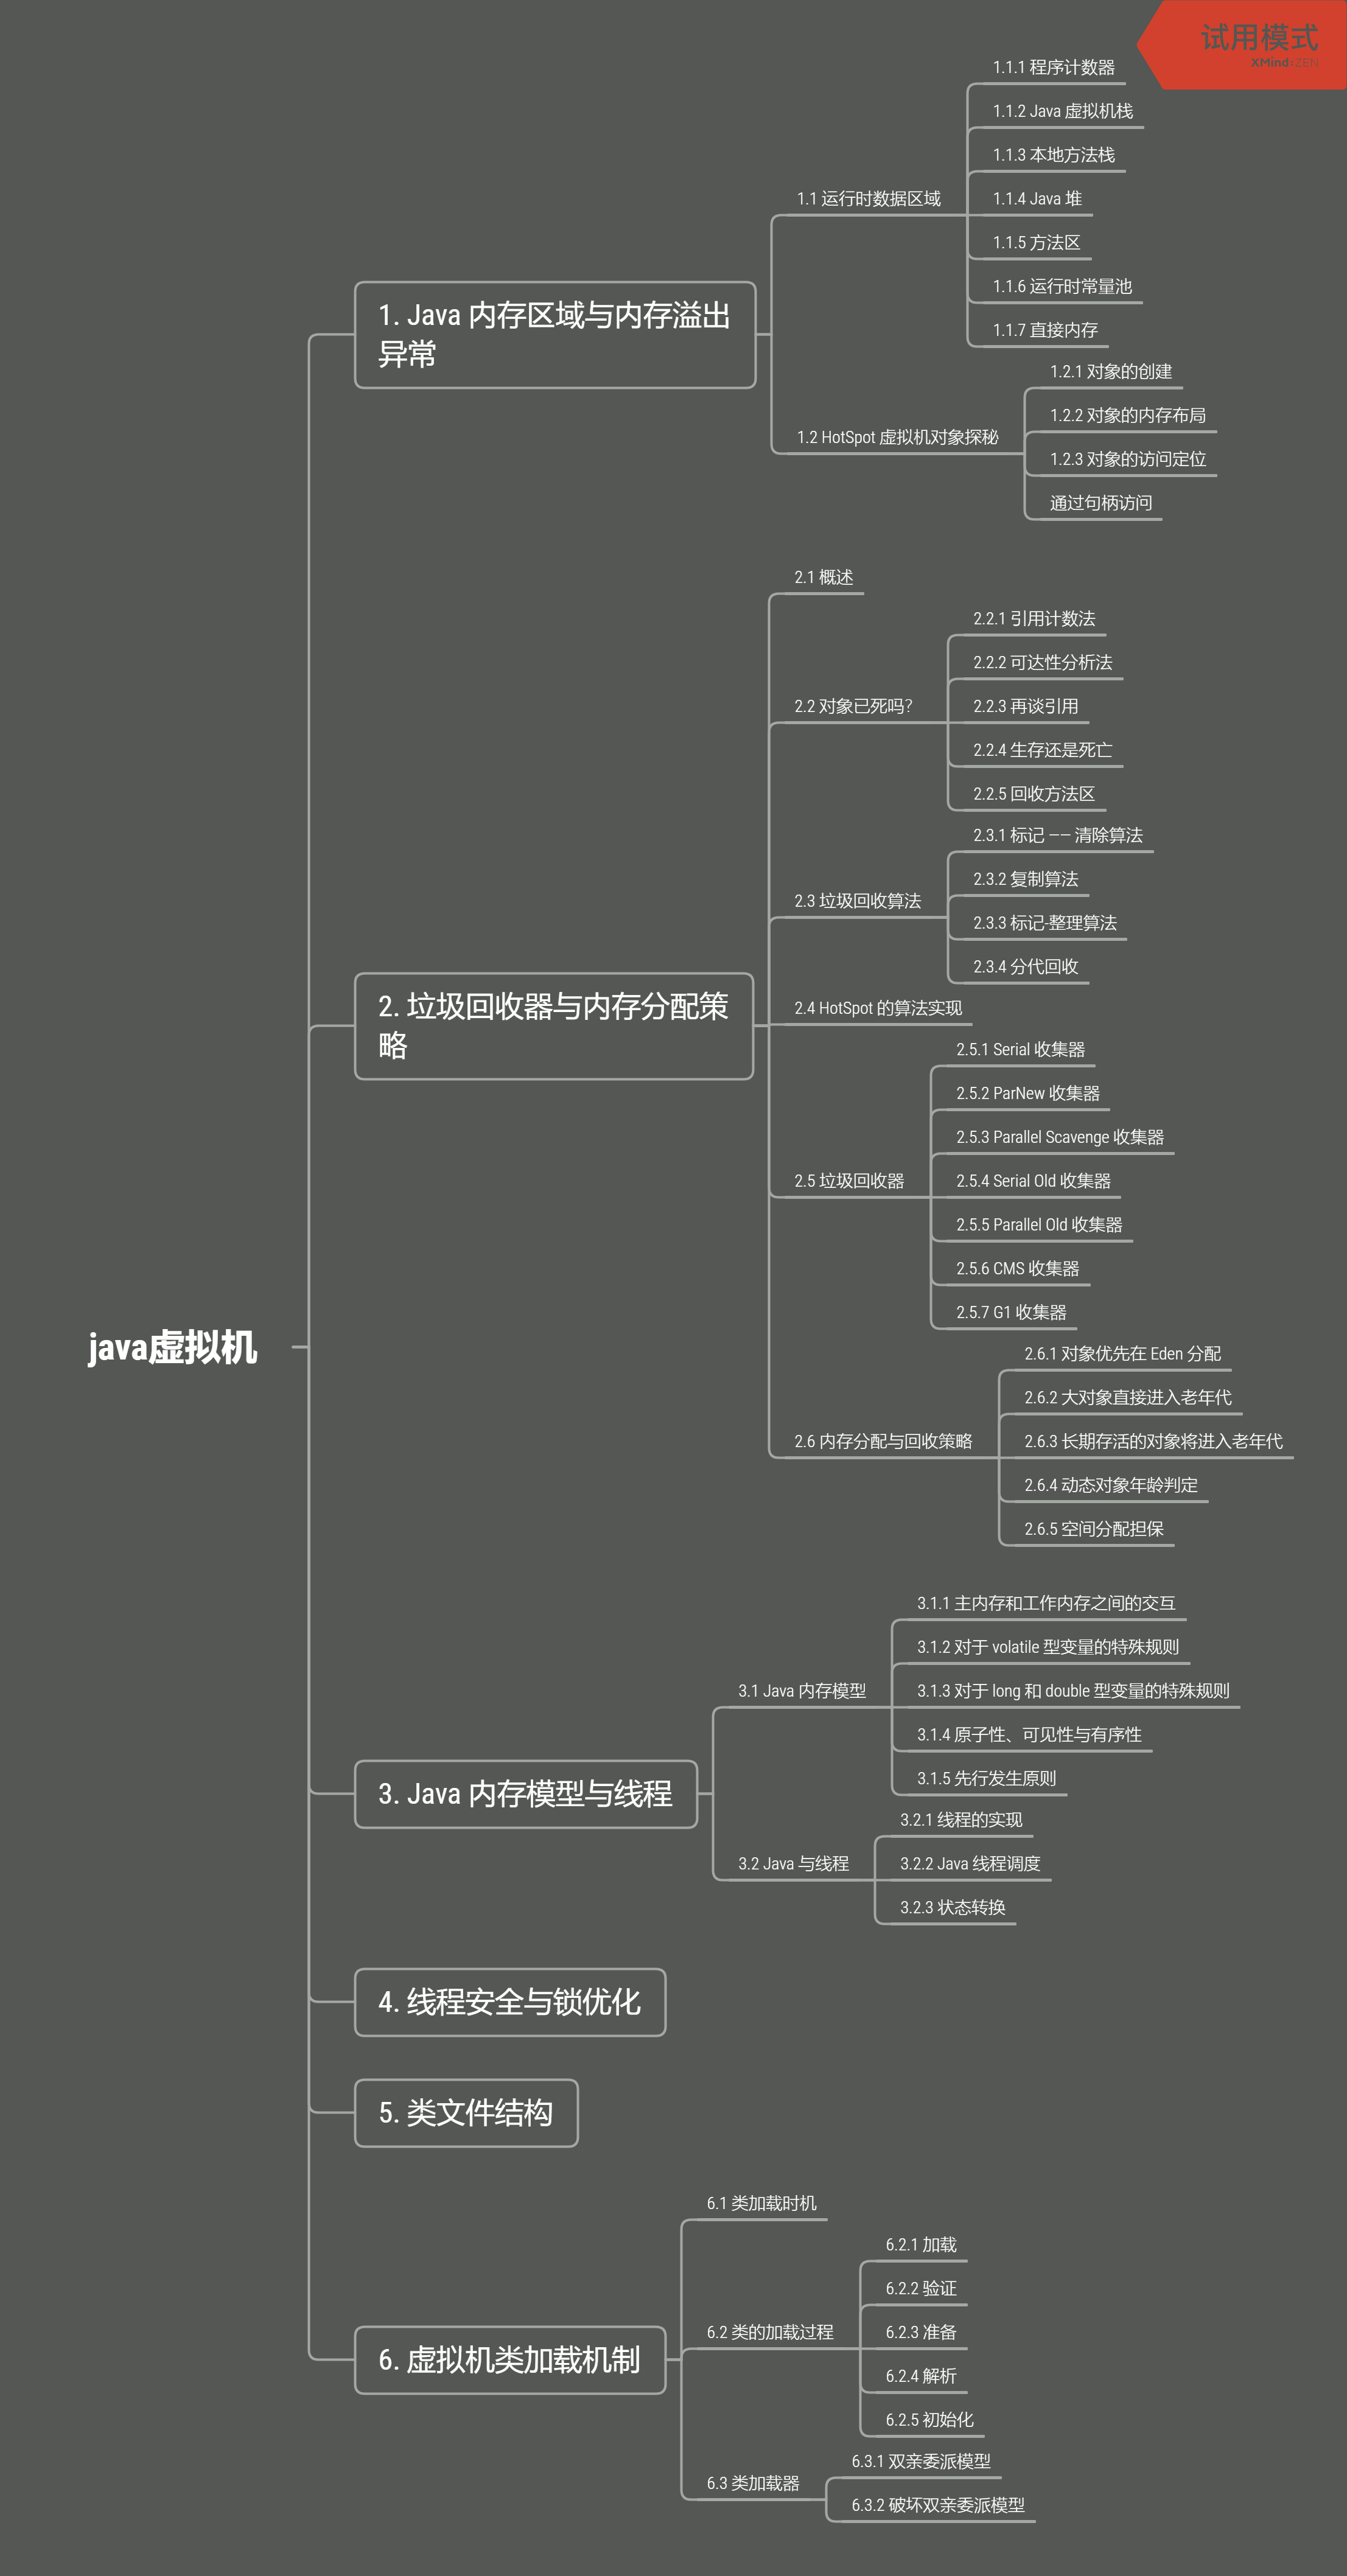 试用模式
XMind:ZEN
java虚拟机
1. Java 内存区域与内存溢出
异常
1.1 运行时数据区域
1.1.1 程序计数器
1.1.2 Java 虚拟机栈
1.1.3 本地方法栈
1.1.4 Java 堆
1.1.5 方法区
1.1.6 运行时常量池
1.1.7 直接内存
1.2 HotSpot 虚拟机对象探秘
1.2.1 对象的创建
1.2.2 对象的内存布局
1.2.3 对象的访问定位
通过句柄访问
2. 垃圾回收器与内存分配策
略
2.1 概述
2.2 对象已死吗?
2.2.1 引用计数法
2.2.2 可达性分析法
2.2.3 再谈引用
2.2.4 生存还是死亡
2.2.5 回收方法区
2.3 垃圾回收算法
2.3.1 标记 —— 清除算法
2.3.2 复制算法
2.3.3 标记-整理算法
2.3.4 分代回收
2.4 HotSpot 的算法实现
2.5 垃圾回收器
2.5.1 Serial 收集器
2.5.2 ParNew 收集器
2.5.3 Parallel Scavenge 收集器
2.5.4 Serial Old 收集器
2.5.5 Parallel Old 收集器
2.5.6 CMS 收集器
2.5.7 G1 收集器
2.6 内存分配与回收策略
2.6.1 对象优先在 Eden 分配
2.6.2 大对象直接进入老年代
2.6.3 长期存活的对象将进入老年代
2.6.4 动态对象年龄判定
2.6.5 空间分配担保
3. Java 内存模型与线程
3.1 Java 内存模型
3.1.1 主内存和工作内存之间的交互
3.1.2 对于 volatile 型变量的特殊规则
3.1.3 对于 long 和 double 型变量的特殊规则
3.1.4 原子性、可见性与有序性
3.1.5 先行发生原则
3.2 Java 与线程
3.2.1 线程的实现
3.2.2 Java 线程调度
3.2.3 状态转换
4. 线程安全与锁优化
5. 类文件结构
6. 虚拟机类加载机制
6.1 类加载时机
6.2 类的加载过程
6.2.1 加载
6.2.2 验证
6.2.3 准备
6.2.4 解析
6.2.5 初始化
6.3 类加载器
6.3.1 双亲委派模型
6.3.2 破坏双亲委派模型